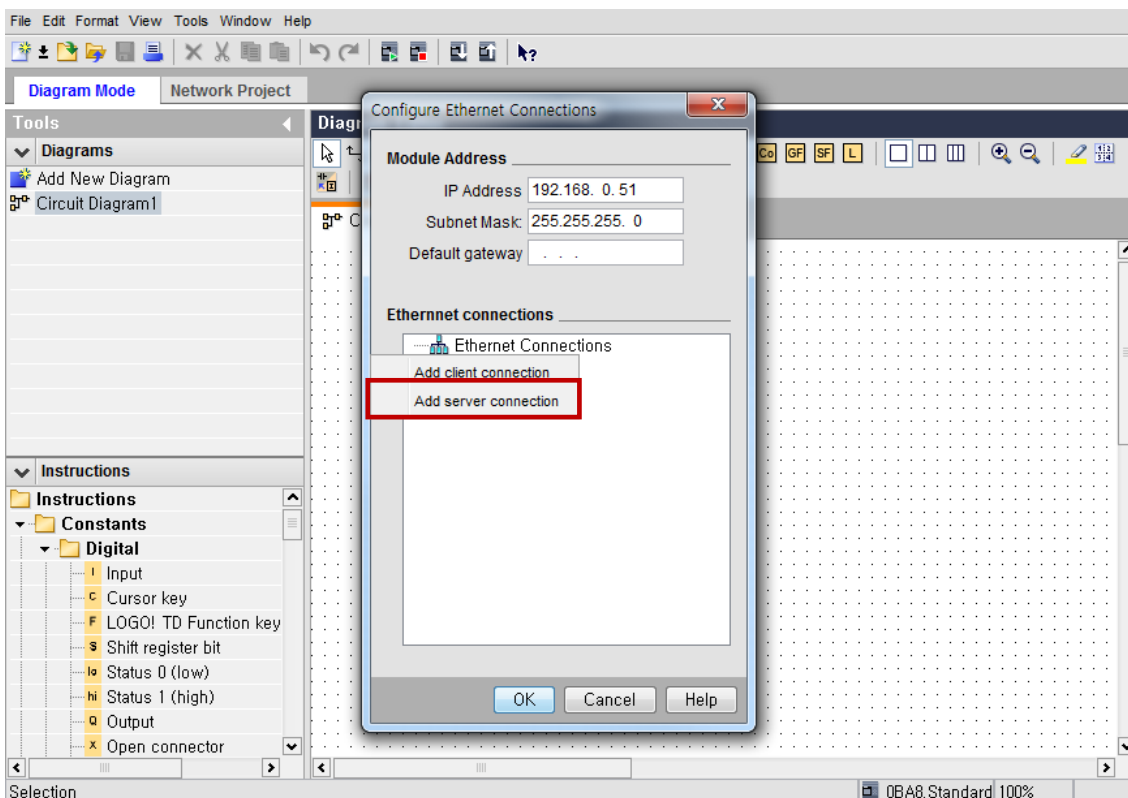 File Edit Format View Tools Window Help
Diagram Mode Network Project
Tools
Diagrams
Add New Diagram
Circuit Diagram1
Instructions
Instructions
Constants
Digital
I Input
C Cursor key
F LOGO! TD Function key
S Shift register bit
lo Status 0 (low)
hi Status 1 (high)
Q Output
X Open connector
Diagr
Co GF SF L
C
Configure Ethernet Connections
Module Address
IP Address 192.168. 0. 51
Subnet Mask: 255.255.255. 0
Default gateway . . .
Ethernnet connections
Ethernet Connections
Add client connection
Add server connection
OK Cancel Help
Selection
0BA8.Standard 100%